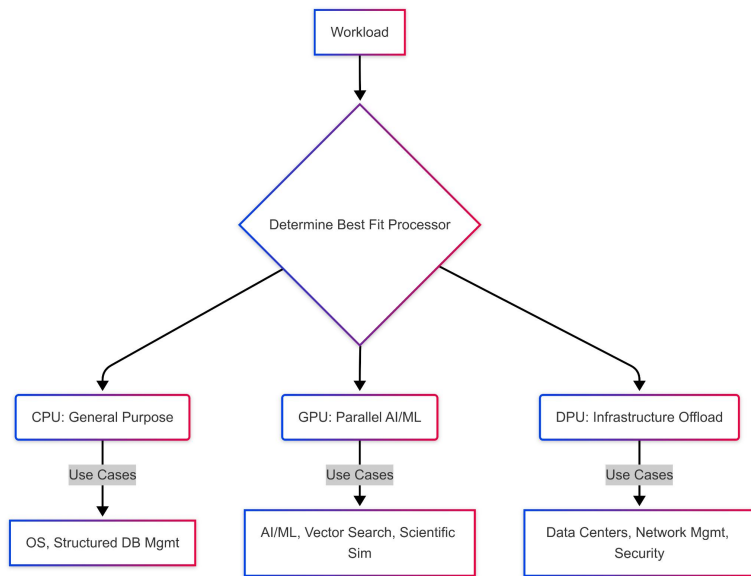 Workload
Determine Best Fit Processor
CPU: General Purpose
GPU: Parallel AI/ML
DPU: Infrastructure Offload
Use Cases
Use Cases
Use Cases
OS, Structured DB Mgmt
AI/ML, Vector Search, Scientific
Sim
Data Centers, Network Mgmt,
Security